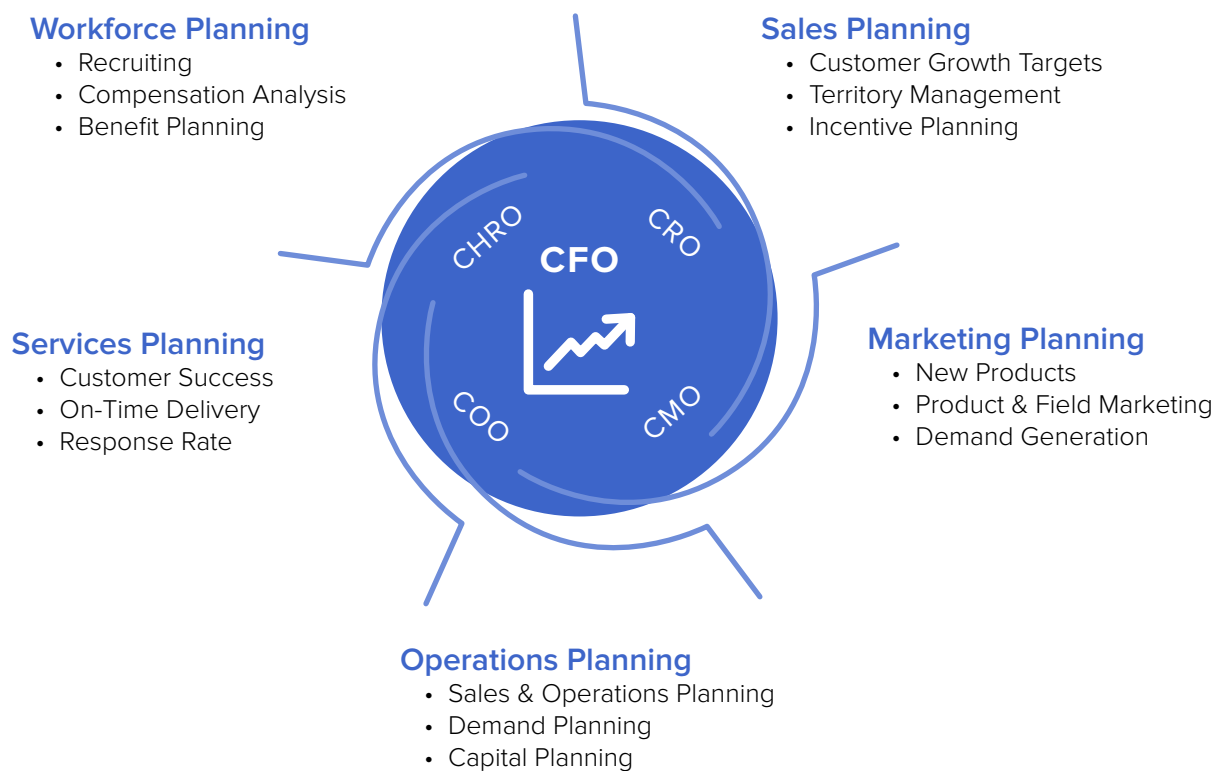 Workforce Planning
• Recruiting
• Compensation Analysis
• Benefit Planning
Sales Planning
• Customer Growth Targets
• Territory Management
• Incentive Planning
CHRO
CRO
CFO
COO
CMO
Services Planning
• Customer Success
• On-Time Delivery
• Response Rate
Marketing Planning
• New Products
• Product & Field Marketing
• Demand Generation
Operations Planning
• Sales & Operations Planning
• Demand Planning
• Capital Planning